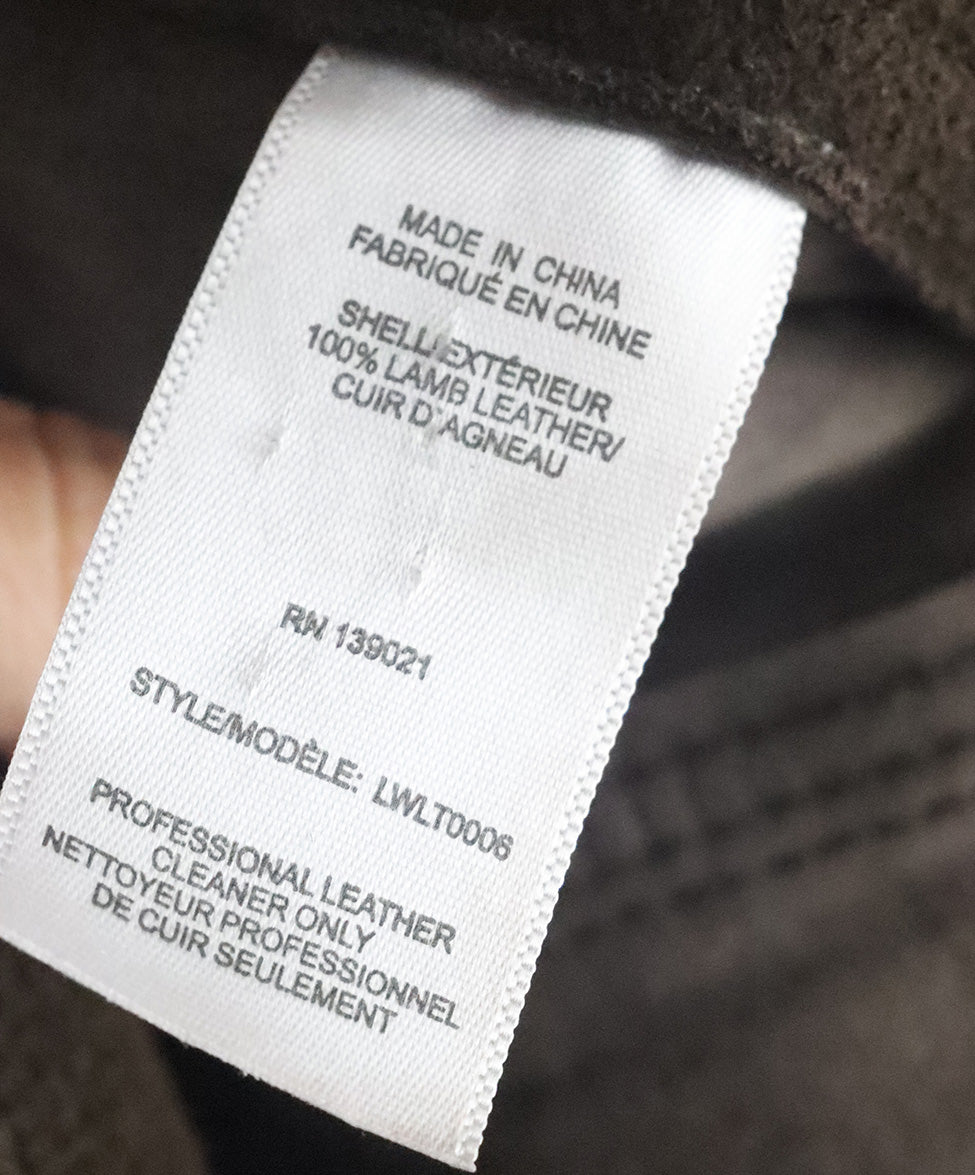 MADE IN CHINA
FABRIQUÉ EN CHINE
SHELL/EXTÉRIEUR
100% LAMB LEATHER/
CUIR D'AGNEAU
RN 139021
STYLE/MODÈLE: LWLT0006
PROFESSIONAL LEATHER
CLEANER ONLY
NETTOYEUR PROFESSIONNEL
DE CUIR SEULEMENT